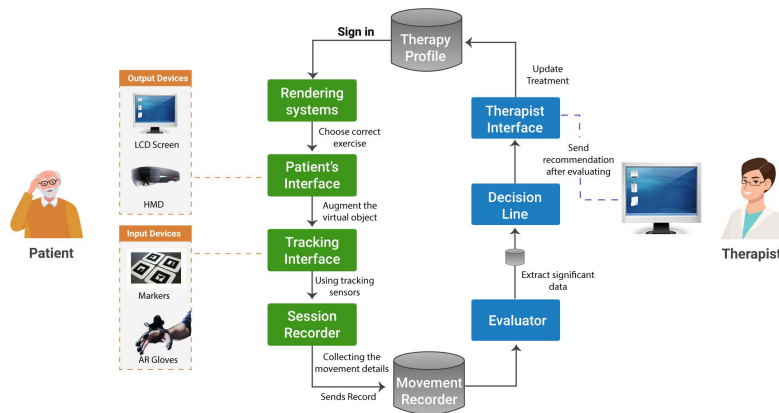 Sign in
Therapy
Profile
Output Devices
LCD Screen
HMD
Patient
Input Devices
Markers
AR Gloves
Rendering
systems
Choose correct
exercise
Patient's
Interface
Augment the
virtual object
Tracking
Interface
Using tracking
sensors
Session
Recorder
Collecting the
movement details
Sends Record
Movement
Recorder
Evaluator
Extract significant
data
Decision
Line
Therapist
Interface
Update
Treatment
Send
recommendation
after evaluating
Therapist